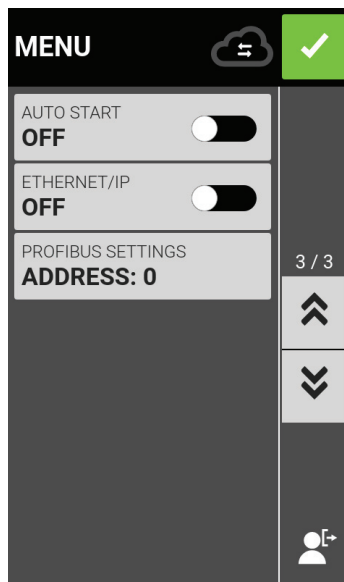 MENU
AUTO START
OFF
ETHERNET/IP
OFF
PROFIBUS SETTINGS
ADDRESS: 0
3 / 3